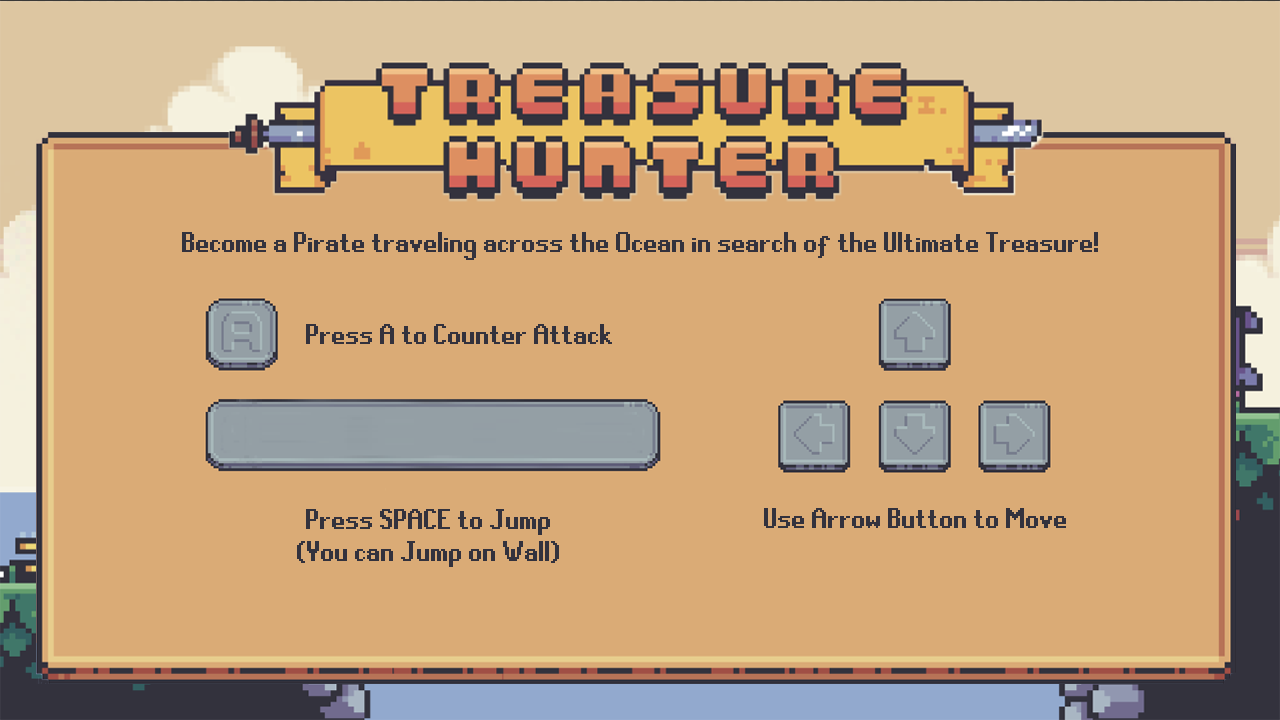 TREASURE
HUNTER
Become a Pirate traveling across the Ocean in search of the Ultimate Treasure!
A
Press A to Counter Attack
Press SPACE to Jump
(You can Jump on Wall)
Use Arrow Button to Move